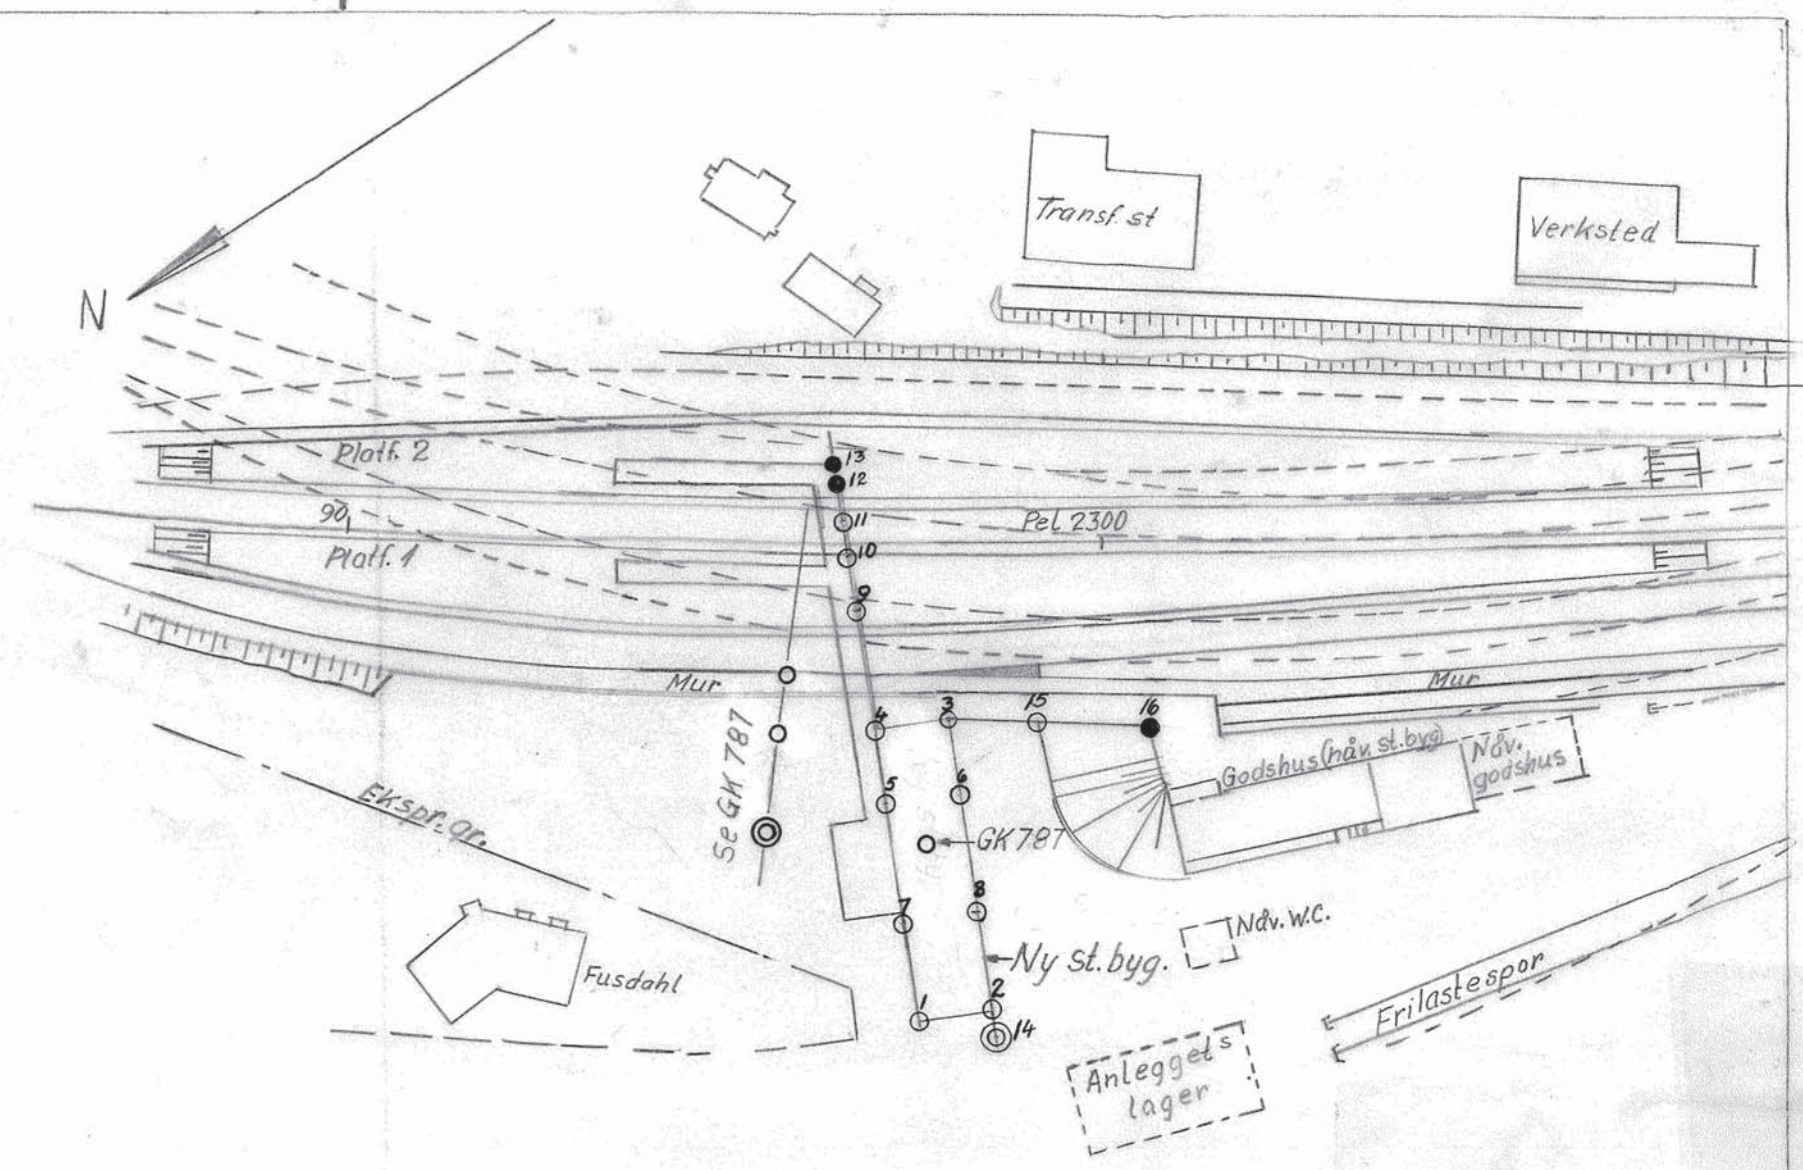 Transf. st
Verksted
N
Platf. 2
13
12
90
11
Pel 2300
Platf. 1
10
9
Mur
Mur
3
15
16
4
Godshus (nåv. st. byg)
Nåv.
godshus
Se GK 787
5
6
Ekspr. gr.
GK 787
7
8
Nåv. W.C.
Ny st. byg.
Fusdahl
Frilastespor
1
2
14
Anleggets
lager